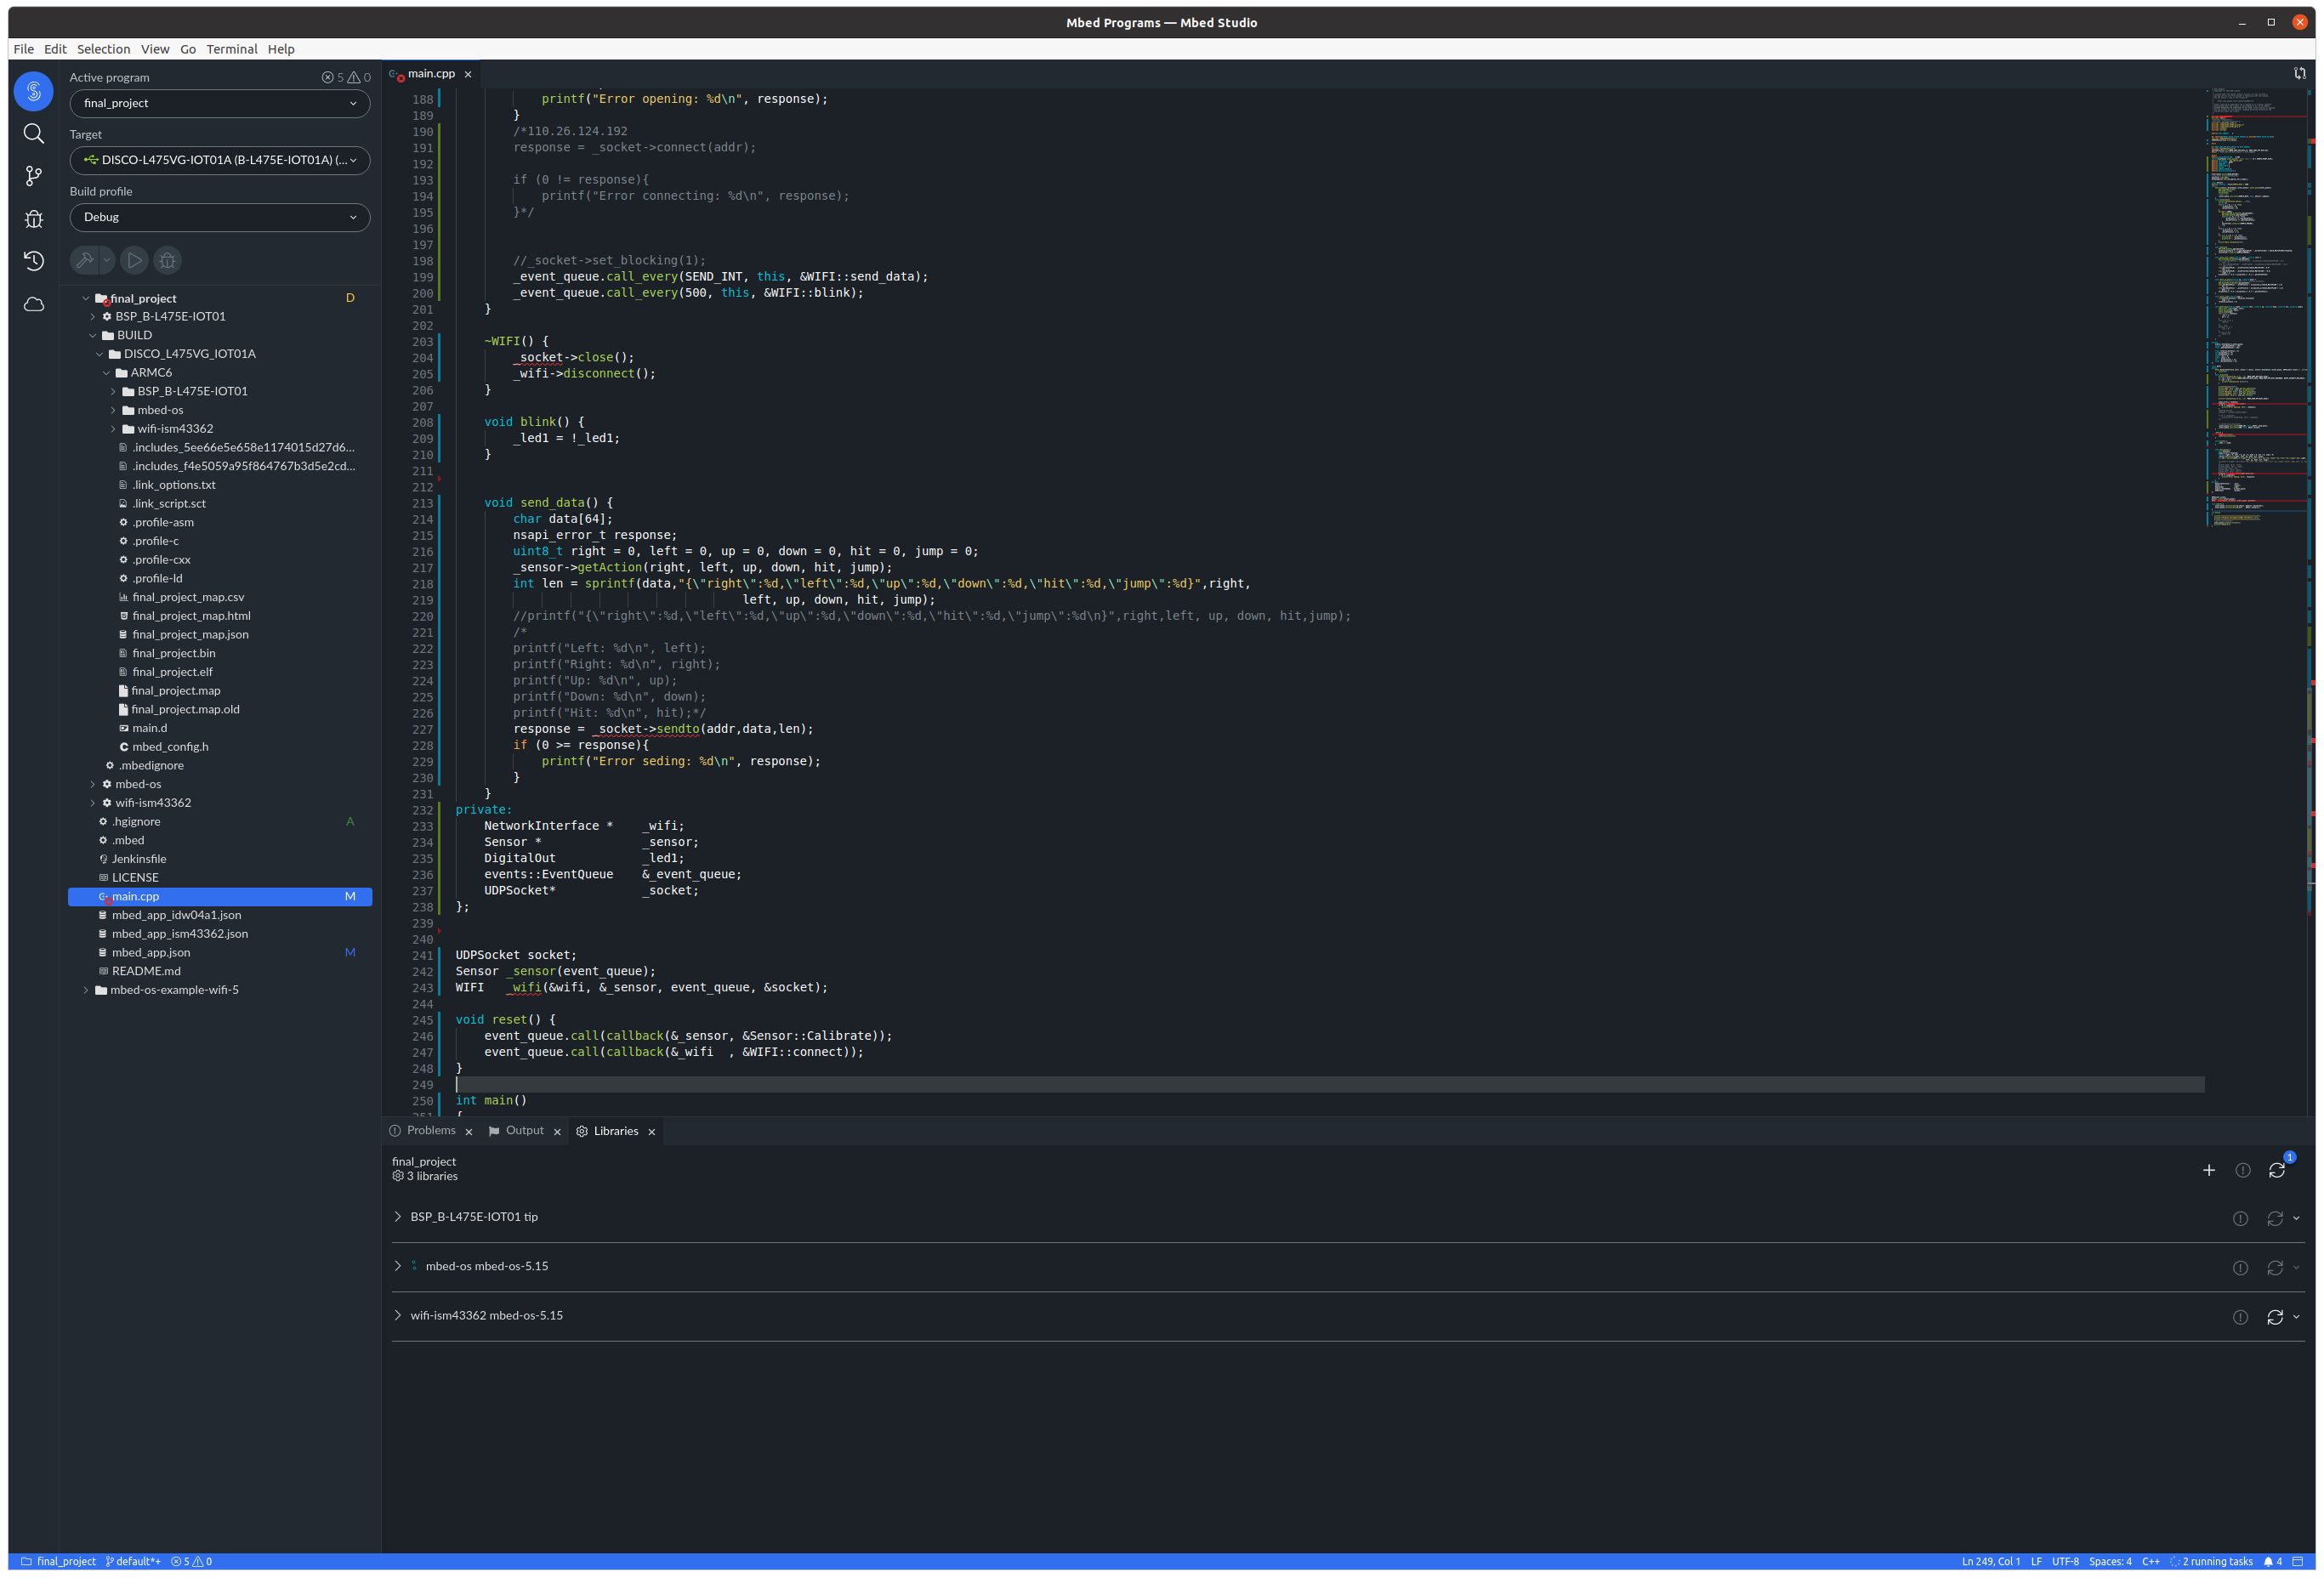 Mbed Programs — Mbed Studio
File Edit Selection View Go Terminal Help
Active program 5 0
final_project
Target
DISCO-L475VG-IOT01A (B-L475E-IOT01A) (...
Build profile
Debug
final_project D
BSP_B-L475E-IOT01
BUILD
DISCO_L475VG_IOT01A
ARMC6
BSP_B-L475E-IOT01
mbed-os
wifi-ism43362
.includes_5ee66e5e658e1174015d27d6...
.includes_f4e5059a95f864767b3d5e2cd...
.link_options.txt
.link_script.sct
.profile-asm
.profile-c
.profile-cxx
.profile-ld
final_project_map.csv
final_project_map.html
final_project_map.json
final_project.bin
final_project.elf
final_project.map
final_project.map.old
main.d
mbed_config.h
.mbedignore
mbed-os
wifi-ism43362
.hgignore A
.mbed
Jenkinsfile
LICENSE
main.cpp M
mbed_app_idw04a1.json
mbed_app_ism43362.json
mbed_app.json M
README.md
mbed-os-example-wifi-5
main.cpp
188 printf("Error opening: %d\n", response);
189 }
190 /*110.26.124.192
191 response = _socket->connect(addr);
192
193 if (0 != response){
194 printf("Error connecting: %d\n", response);
195 }*/
196
197
198 //_socket->set_blocking(1);
199 _event_queue.call_every(SEND_INT, this, &WIFI::send_data);
200 _event_queue.call_every(500, this, &WIFI::blink);
201 }
202
203 ~WIFI() {
204 _socket->close();
205 _wifi->disconnect();
206 }
207
208 void blink() {
209 _led1 = !_led1;
210 }
211
212
213 void send_data() {
214 char data[64];
215 nsapi_error_t response;
216 uint8_t right = 0, left = 0, up = 0, down = 0, hit = 0, jump = 0;
217 _sensor->getAction(right, left, up, down, hit, jump);
218 int len = sprintf(data,"{\"right\":%d,\"left\":%d,\"up\":%d,\"down\":%d,\"hit\":%d,\"jump\":%d}",right,
219 left, up, down, hit, jump);
220 //printf("{\"right\":%d,\"left\":%d,\"up\":%d,\"down\":%d,\"hit\":%d,\"jump\":%d\n}",right,left, up, down, hit,jump);
221 /*
222 printf("Left: %d\n", left);
223 printf("Right: %d\n", right);
224 printf("Up: %d\n", up);
225 printf("Down: %d\n", down);
226 printf("Hit: %d\n", hit);*/
227 response = _socket->sendto(addr,data,len);
228 if (0 >= response){
229 printf("Error seding: %d\n", response);
230 }
231 }
232 private:
233 NetworkInterface * _wifi;
234 Sensor * _sensor;
235 DigitalOut _led1;
236 events::EventQueue &_event_queue;
237 UDPSocket* _socket;
238 };
239
240
241 UDPSocket socket;
242 Sensor _sensor(event_queue);
243 WIFI _wifi(&wifi, &_sensor, event_queue, &socket);
244
245 void reset() {
246 event_queue.call(callback(&_sensor, &Sensor::Calibrate));
247 event_queue.call(callback(&_wifi , &WIFI::connect));
248 }
249
250 int main()
251 {
Problems Output Libraries
final_project
3 libraries
1
BSP_B-L475E-IOT01 tip
mbed-os mbed-os-5.15
wifi-ism43362 mbed-os-5.15
final_project default*+ 5 0 Ln 249, Col 1 LF UTF-8 Spaces: 4 C++ 2 running tasks 4